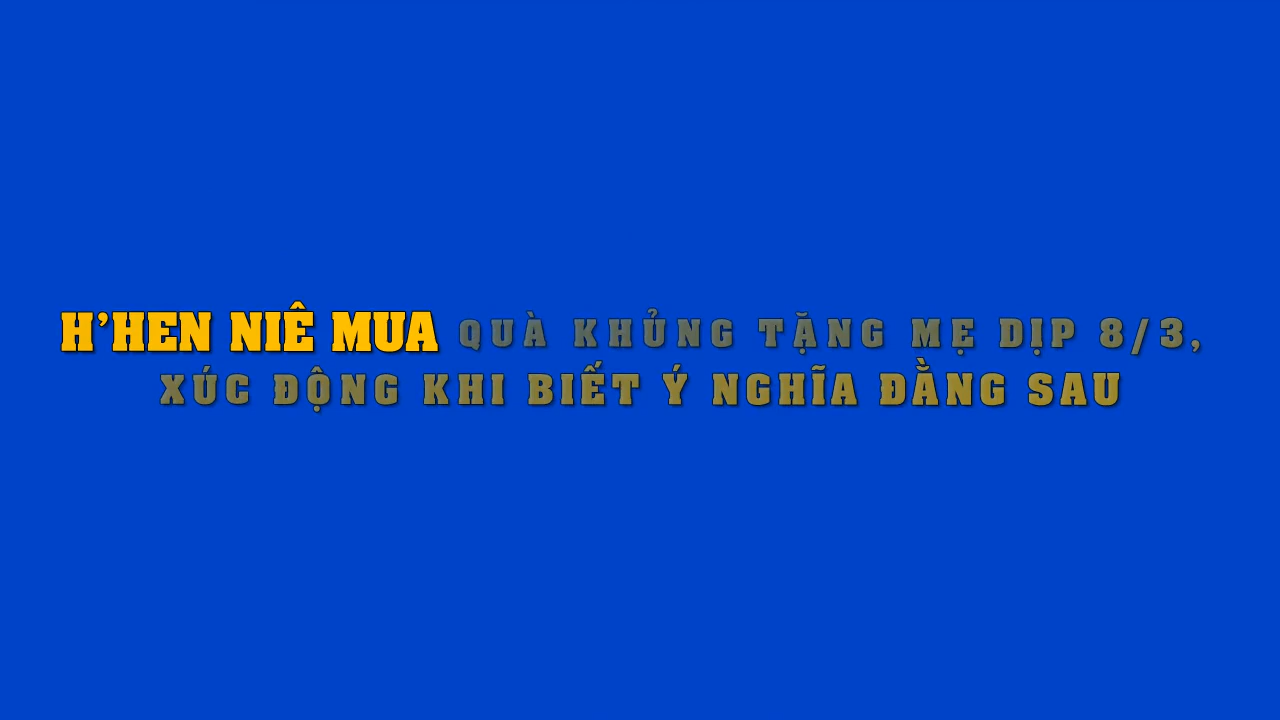 H’HEN NIÊ MUA QUÀ KHỦNG TẶNG MẸ DỊP 8/3,
XÚC ĐỘNG KHI BIẾT Ý NGHĨA ĐẰNG SAU